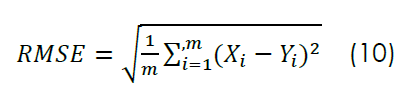 RMSE = √(1/m ∑_{i=1}^{,m} (X_i − Y_i)²) (10)